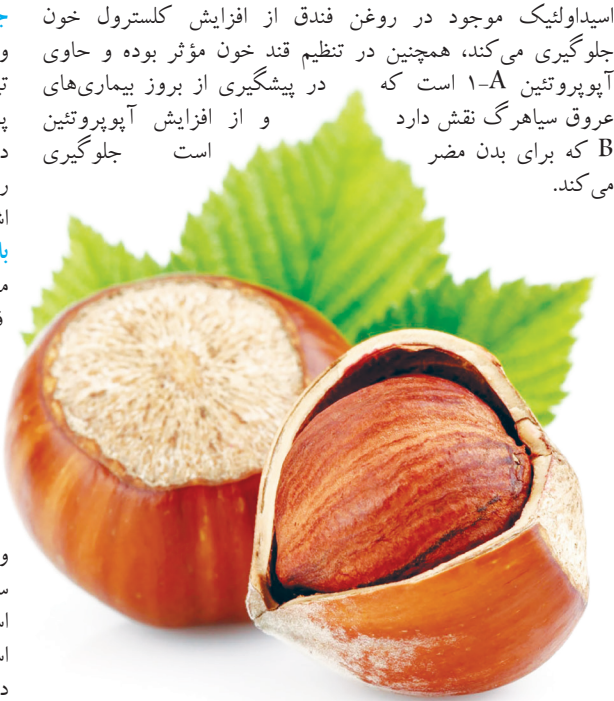 اسیداولئیک موجود در روغن فندق از افزایش کلسترول خون
جلوگیری می‌کند، همچنین در تنظیم قند خون مؤثر بوده و حاوی
آپوپروتئین A-۱ است که در پیشگیری از بروز بیماری‌های
عروق سیاهرگ نقش دارد و از افزایش آپوپروتئین
B که برای بدن مضر است جلوگیری
می‌کند.